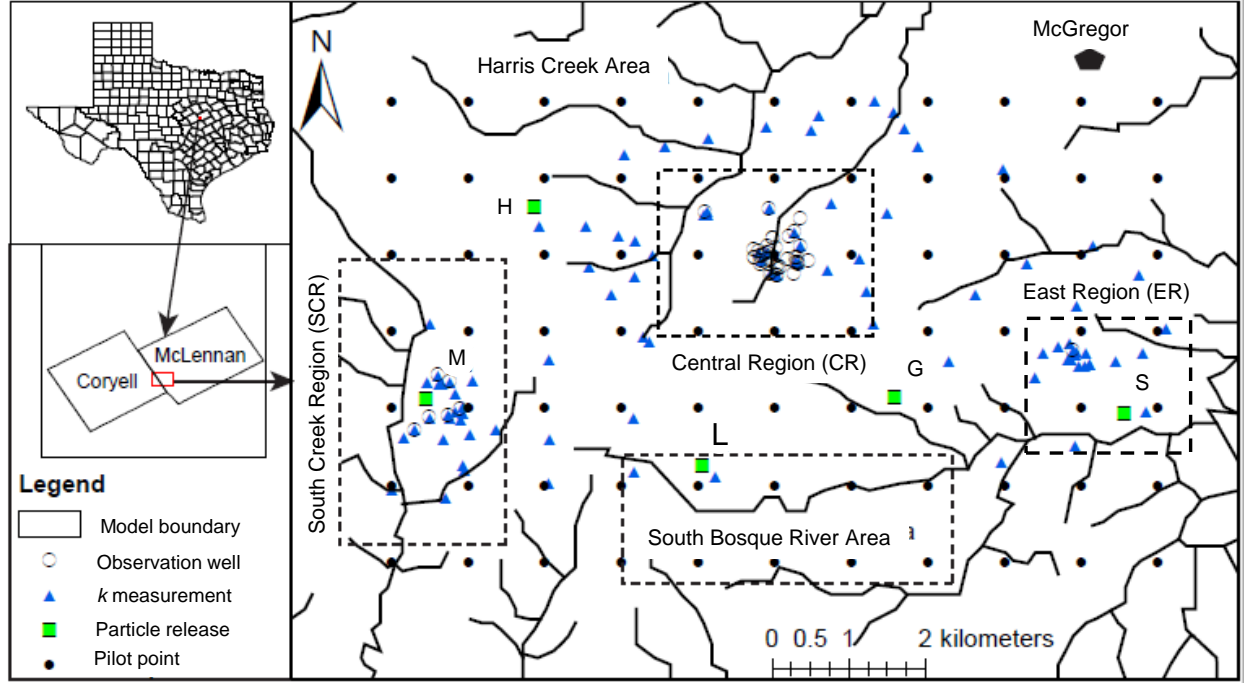 McGregor
N
Harris Creek Area
H
East Region (ER)
South Creek Region (SCR)
McLennan
M
Central Region (CR)
G
Coryell
S
L
Legend
Model boundary
South Bosque River Area
Observation well
k measurement
Particle release
0 0.5 1 2 kilometers
Pilot point